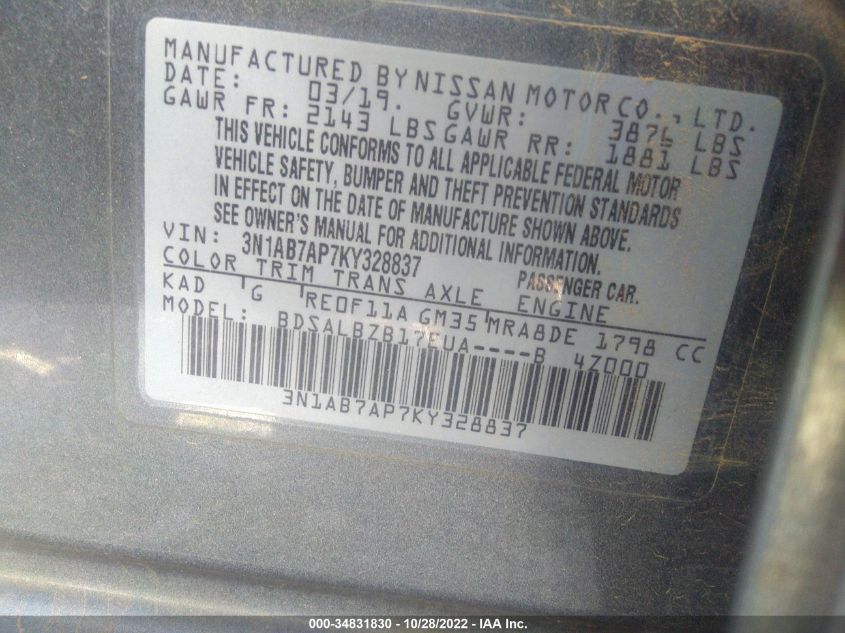 MANUFACTURED BY NISSAN MOTOR CO., LTD.
DATE: 03/19. GVWR: 3876 LBS
GAWR FR: 2143 LBS GAWR RR: 1881 LBS
THIS VEHICLE CONFORMS TO ALL APPLICABLE FEDERAL MOTOR
VEHICLE SAFETY, BUMPER AND THEFT PREVENTION STANDARDS
IN EFFECT ON THE DATE OF MANUFACTURE SHOWN ABOVE.
SEE OWNER'S MANUAL FOR ADDITIONAL INFORMATION.
VIN: 3N1AB7AP7KY328837 PASSENGER CAR.
COLOR TRIM TRANS AXLE ENGINE
KAD G RE0F11A GM35 MRA8DE 1798 CC
MODEL: BDSALBZB17EUA----B 4Z000
3N1AB7AP7KY328837
000-34831830 - 10/28/2022 - IAA Inc.